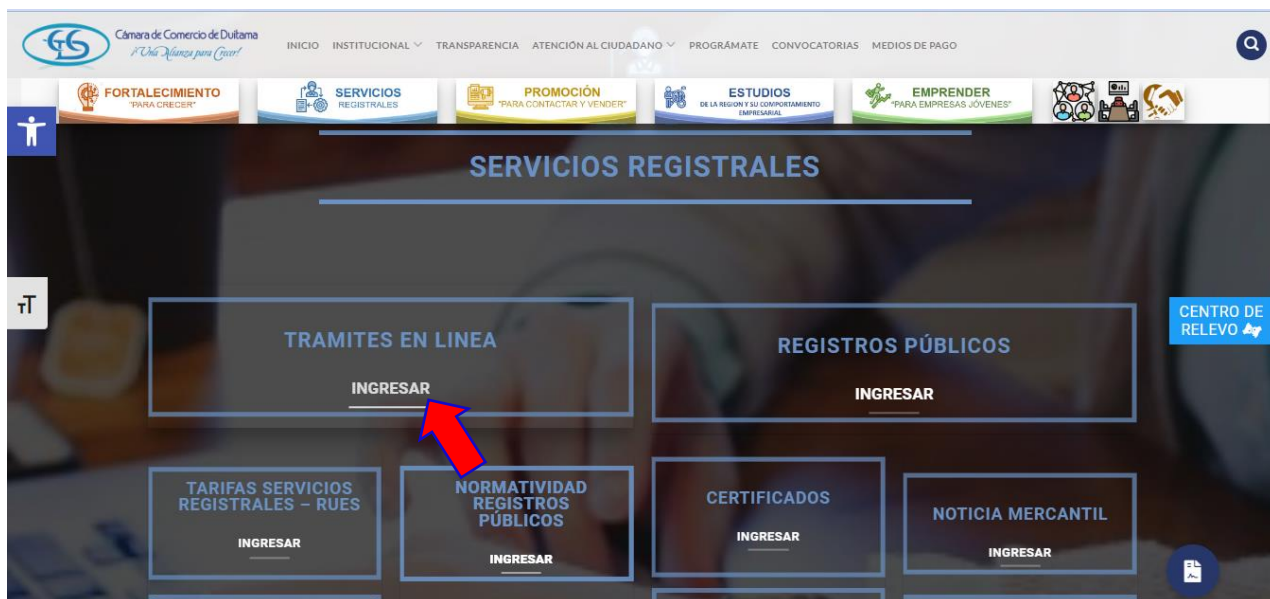 Cámara de Comercio de Duitama
¡! Una Alianza para Crecer!
INICIO INSTITUCIONAL TRANSPARENCIA ATENCIÓN AL CIUDADANO PROGRÁMATE CONVOCATORIAS MEDIOS DE PAGO
FORTALECIMIENTO
"PARA CRECER"
SERVICIOS
REGISTRALES
PROMOCIÓN
"PARA CONTACTAR Y VENDER"
ESTUDIOS
DE LA REGION Y SU COMPORTAMIENTO
EMPRESARIAL
EMPRENDER
"PARA EMPRESAS JÓVENES"
SERVICIOS REGISTRALES
TT
CENTRO DE
RELEVO
TRAMITES EN LINEA
INGRESAR
REGISTROS PÚBLICOS
INGRESAR
TARIFAS SERVICIOS
REGISTRALES – RUES
INGRESAR
NORMATIVIDAD
REGISTROS
PÚBLICOS
INGRESAR
CERTIFICADOS
INGRESAR
NOTICIA MERCANTIL
INGRESAR